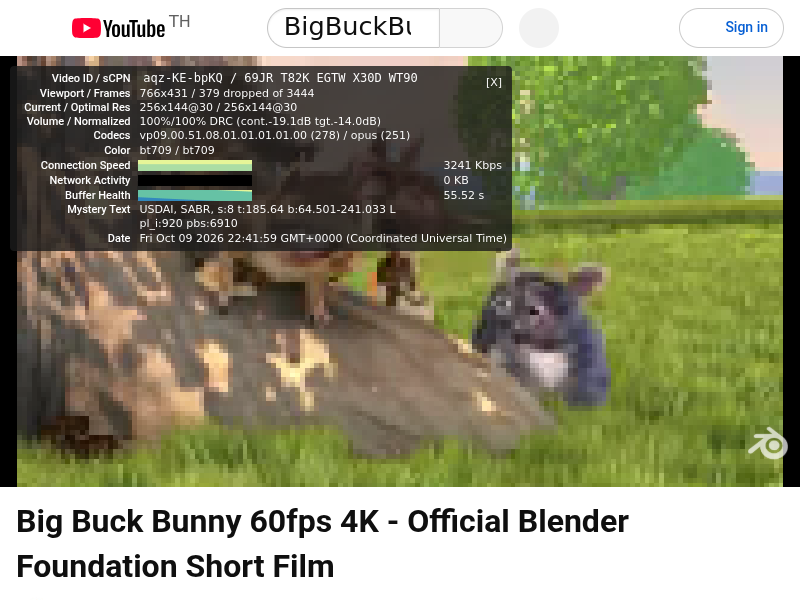 YouTube TH
BigBuckBu
Sign in
Video ID / sCPN aqz-KE-bpKQ / 69JR T82K EGTW X30D WT90
[X]
Viewport / Frames 766x431 / 379 dropped of 3444
Current / Optimal Res 256x144@30 / 256x144@30
Volume / Normalized 100%/100% DRC (cont.-19.1dB tgt.-14.0dB)
Codecs vp09.00.51.08.01.01.01.01.00 (278) / opus (251)
Color bt709 / bt709
Connection Speed 3241 Kbps
Network Activity 0 KB
Buffer Health 55.52 s
Mystery Text USDAI, SABR, s:8 t:185.64 b:64.501-241.033 L
pl_i:920 pbs:6910
Date Fri Oct 09 2026 22:41:59 GMT+0000 (Coordinated Universal Time)
Big Buck Bunny 60fps 4K - Official Blender
Foundation Short Film